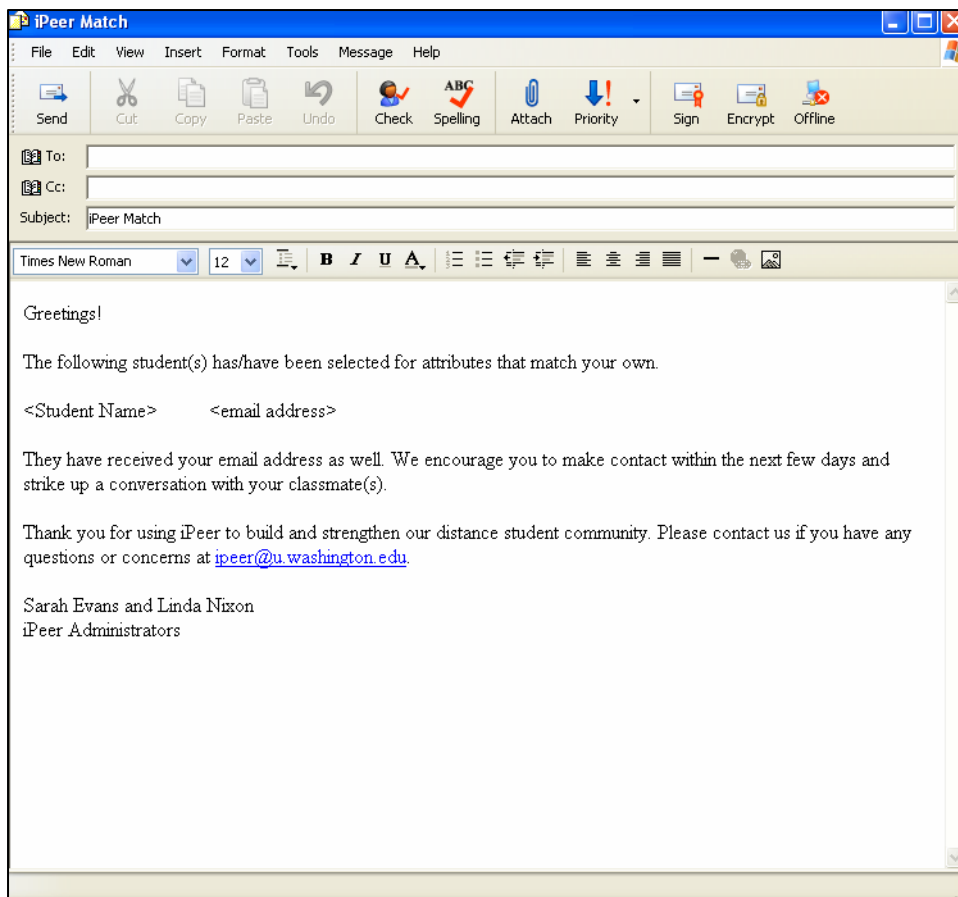 iPeer Match
File Edit View Insert Format Tools Message Help
ABC
Send Cut Copy Paste Undo Check Spelling Attach Priority Sign Encrypt Offline
To:
Cc:
Subject: iPeer Match
Times New Roman 12 B I U A
Greetings!
The following student(s) has/have been selected for attributes that match your own.
<Student Name> <email address>
They have received your email address as well. We encourage you to make contact within the next few days and
strike up a conversation with your classmate(s).
Thank you for using iPeer to build and strengthen our distance student community. Please contact us if you have any
questions or concerns at ipeer@u.washington.edu.
Sarah Evans and Linda Nixon
iPeer Administrators